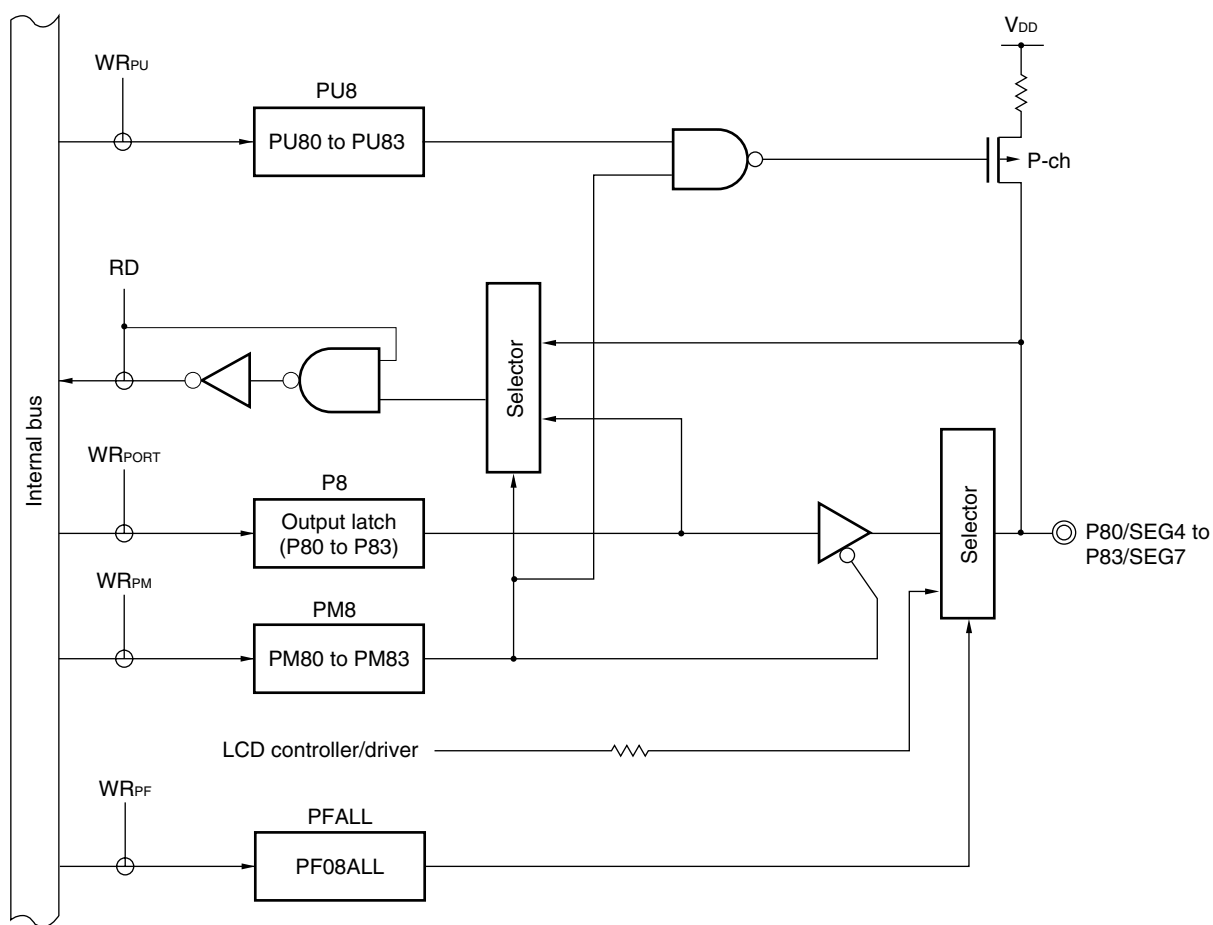 VDD
WRPU
PU8
PU80 to PU83
P-ch
RD
Selector
Internal bus
WRPORT
P8
Output latch
(P80 to P83)
Selector
P80/SEG4 to
P83/SEG7
WRPM
PM8
PM80 to PM83
LCD controller/driver
WRPF
PFALL
PF08ALL